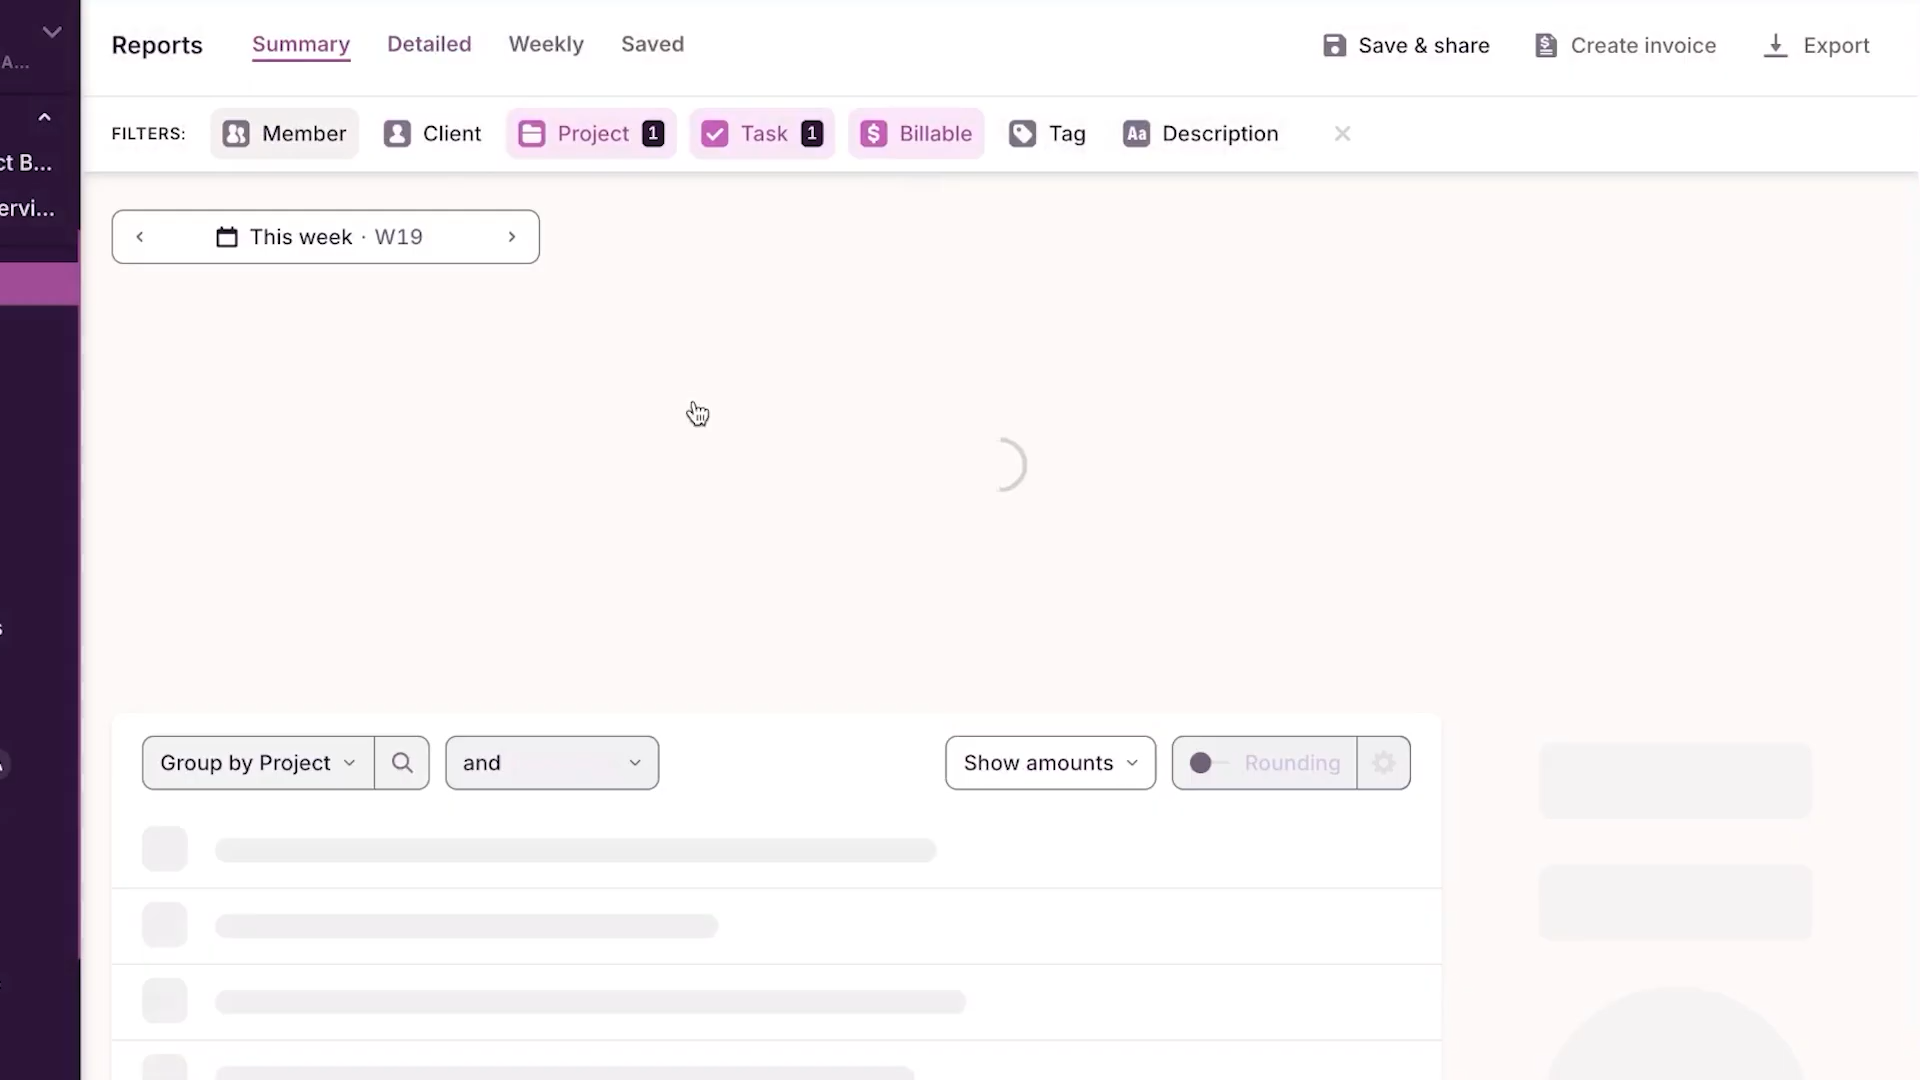 Reports Summary Detailed Weekly Saved Save & share Create invoice Export
A...
FILTERS: Member Client Project 1 Task 1 Billable Tag Aa Description
ct B...
ervi...
This week · W19
s
Group by Project and Show amounts Rounding